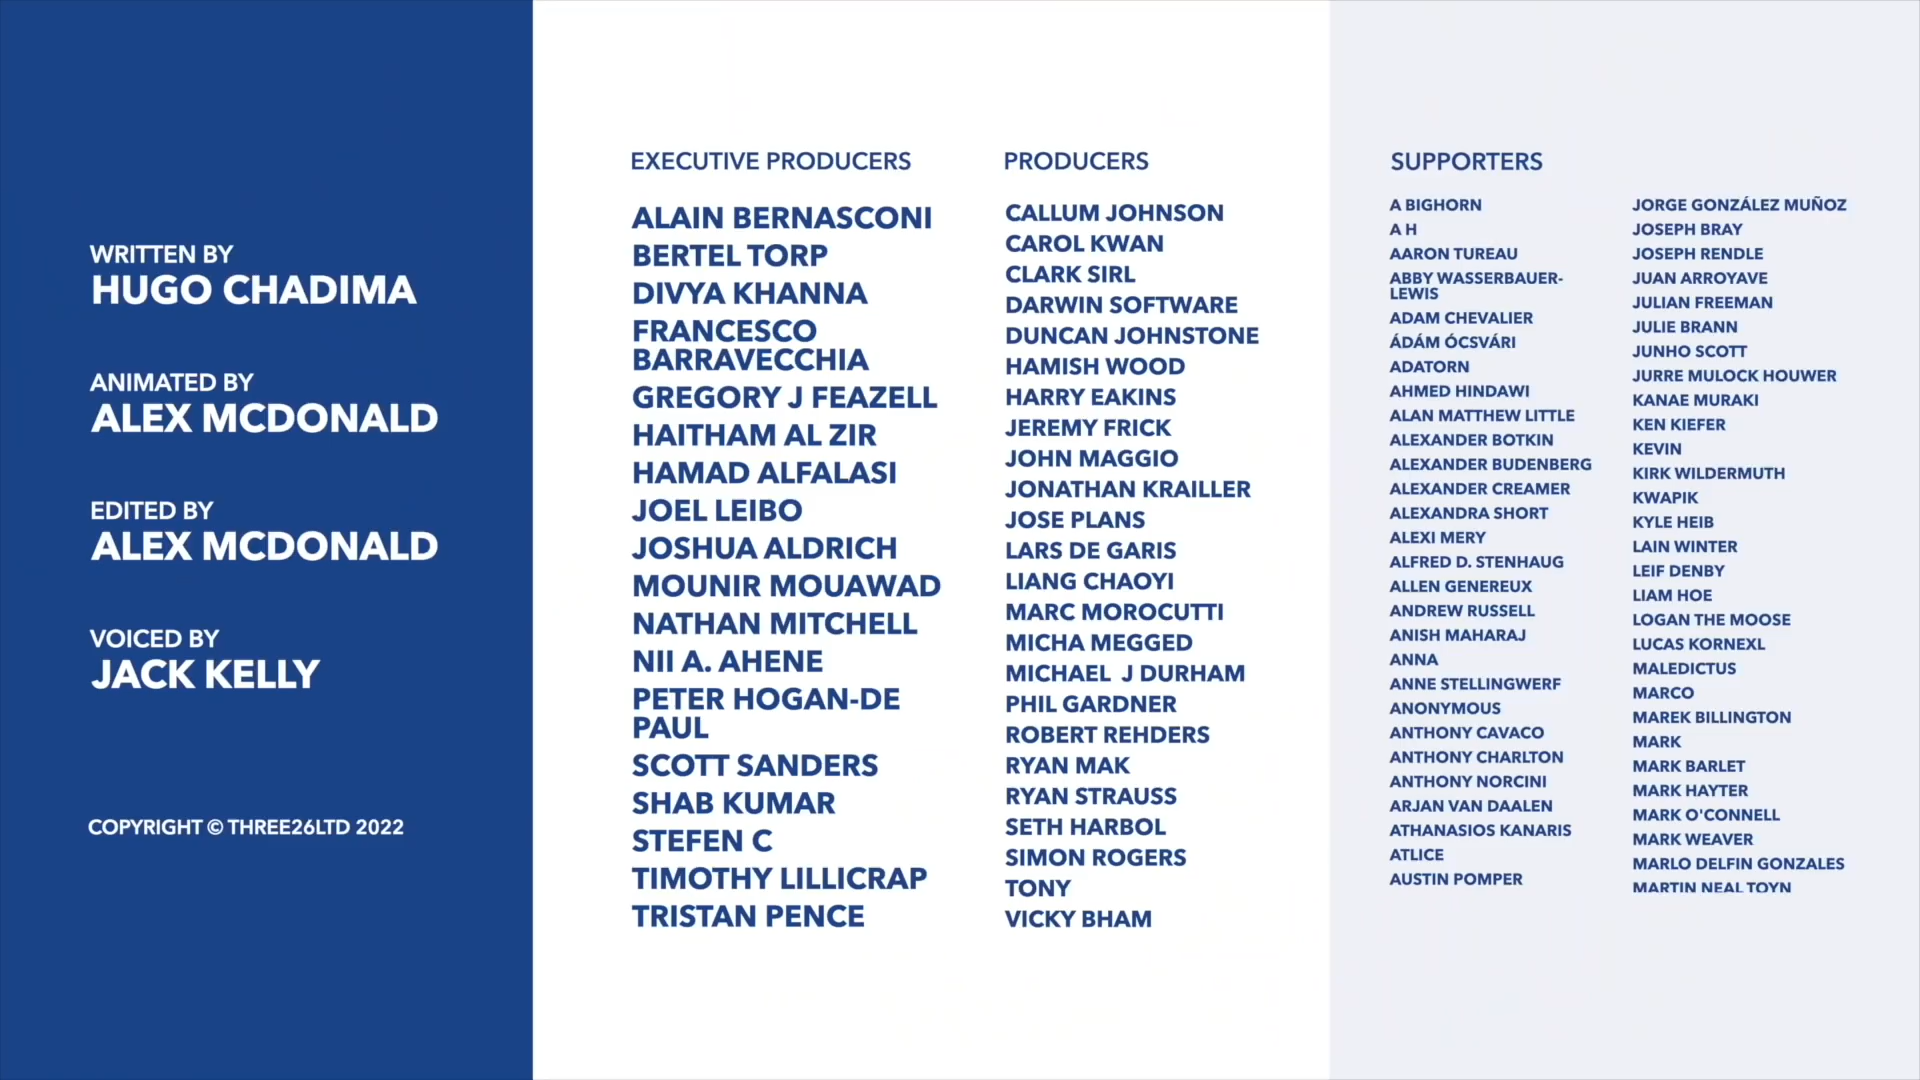 WRITTEN BY
HUGO CHADIMA
ANIMATED BY
ALEX MCDONALD
EDITED BY
ALEX MCDONALD
VOICED BY
JACK KELLY
COPYRIGHT © THREE26LTD 2022
EXECUTIVE PRODUCERS
ALAIN BERNASCONI
BERTEL TORP
DIVYA KHANNA
FRANCESCO
BARRAVECCHIA
GREGORY J FEAZELL
HAITHAM AL ZIR
HAMAD ALFALASI
JOEL LEIBO
JOSHUA ALDRICH
MOUNIR MOUAWAD
NATHAN MITCHELL
NII A. AHENE
PETER HOGAN-DE
PAUL
SCOTT SANDERS
SHAB KUMAR
STEFEN C
TIMOTHY LILLICRAP
TRISTAN PENCE
PRODUCERS
CALLUM JOHNSON
CAROL KWAN
CLARK SIRL
DARWIN SOFTWARE
DUNCAN JOHNSTONE
HAMISH WOOD
HARRY EAKINS
JEREMY FRICK
JOHN MAGGIO
JONATHAN KRAILLER
JOSE PLANS
LARS DE GARIS
LIANG CHAOYI
MARC MOROCUTTI
MICHA MEGGED
MICHAEL  J DURHAM
PHIL GARDNER
ROBERT REHDERS
RYAN MAK
RYAN STRAUSS
SETH HARBOL
SIMON ROGERS
TONY
VICKY BHAM
SUPPORTERS
A BIGHORN
A H
AARON TUREAU
ABBY WASSERBAUER-
LEWIS
ADAM CHEVALIER
ÁDÁM ÓCSVÁRI
ADATORN
AHMED HINDAWI
ALAN MATTHEW LITTLE
ALEXANDER BOTKIN
ALEXANDER BUDENBERG
ALEXANDER CREAMER
ALEXANDRA SHORT
ALEXI MERY
ALFRED D. STENHAUG
ALLEN GENEREUX
ANDREW RUSSELL
ANISH MAHARAJ
ANNA
ANNE STELLINGWERF
ANONYMOUS
ANTHONY CAVACO
ANTHONY CHARLTON
ANTHONY NORCINI
ARJAN VAN DAALEN
ATHANASIOS KANARIS
ATLICE
AUSTIN POMPER
JORGE GONZÁLEZ MUÑOZ
JOSEPH BRAY
JOSEPH RENDLE
JUAN ARROYAVE
JULIAN FREEMAN
JULIE BRANN
JUNHO SCOTT
JURRE MULOCK HOUWER
KANAE MURAKI
KEN KIEFER
KEVIN
KIRK WILDERMUTH
KWAPIK
KYLE HEIB
LAIN WINTER
LEIF DENBY
LIAM HOE
LOGAN THE MOOSE
LUCAS KORNEXL
MALEDICTUS
MARCO
MAREK BILLINGTON
MARK
MARK BARLET
MARK HAYTER
MARK O'CONNELL
MARK WEAVER
MARLO DELFIN GONZALES
MARTIN NEAL TOYN